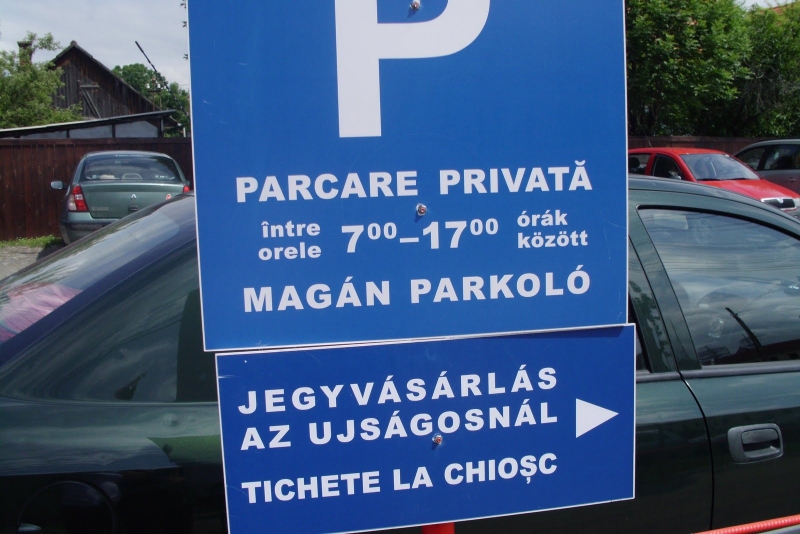 P
PARCARE PRIVATĂ
între orele 7⁰⁰–17⁰⁰ órák között
MAGÁN PARKOLÓ
JEGYVÁSÁRLÁS
AZ UJSÁGOSNÁL
TICHETE LA CHIOȘC